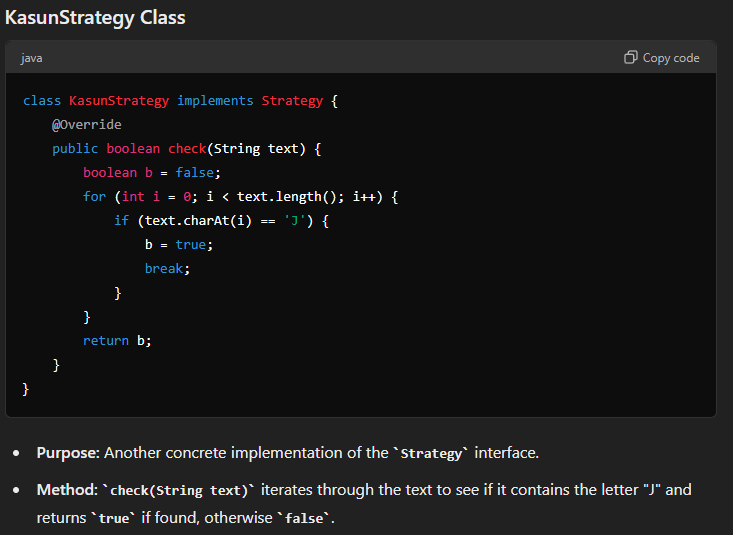 KasunStrategy Class
java
Copy code
class KasunStrategy implements Strategy {
    @Override
    public boolean check(String text) {
        boolean b = false;
        for (int i = 0; i < text.length(); i++) {
            if (text.charAt(i) == 'J') {
                b = true;
                break;
            }
        }
        return b;
    }
}
• Purpose: Another concrete implementation of the `Strategy` interface.
• Method: `check(String text)` iterates through the text to see if it contains the letter "J" and
returns `true` if found, otherwise `false`.